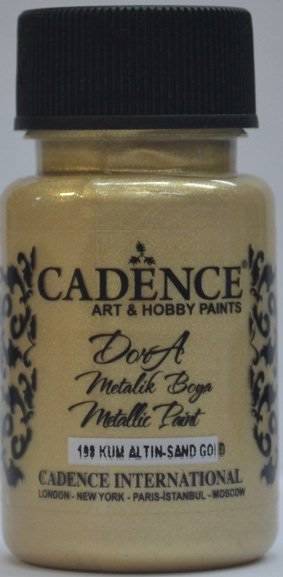 CADENCE
ART & HOBBY PAINTS
DorA
Metalik Boya
Metallic Paint
198 KUM ALTIN-SAND GOLD
CADENCE INTERNATIONAL
LONDON - NEW YORK - PARIS-İSTANBUL - MOSCOW